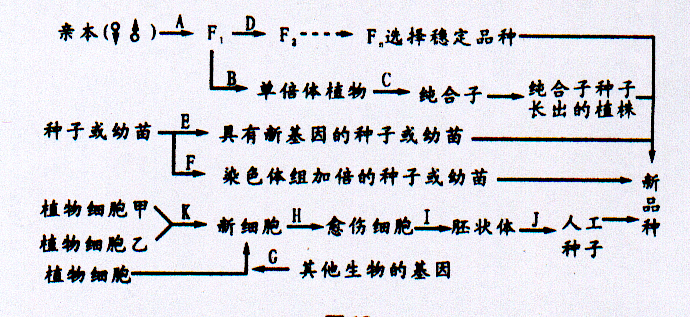 亲本(♀ ♂) A F₁ D F₂ Fₙ选择稳定品种
B 单倍体植物 C 纯合子 纯合子种子
长出的植株
种子或幼苗 E 具有新基因的种子或幼苗
F 染色体组加倍的种子或幼苗
新品种
植物细胞甲
K 新细胞 H 愈伤细胞 I 胚状体 J 人工
种子
植物细胞乙
植物细胞 G 其他生物的基因